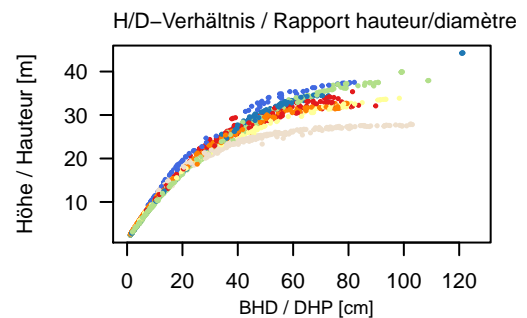 H/D−Verhältnis / Rapport hauteur/diamètre
Höhe / Hauteur [m]
40
30
20
10
0 20 40 60 80 100 120
BHD / DHP [cm]